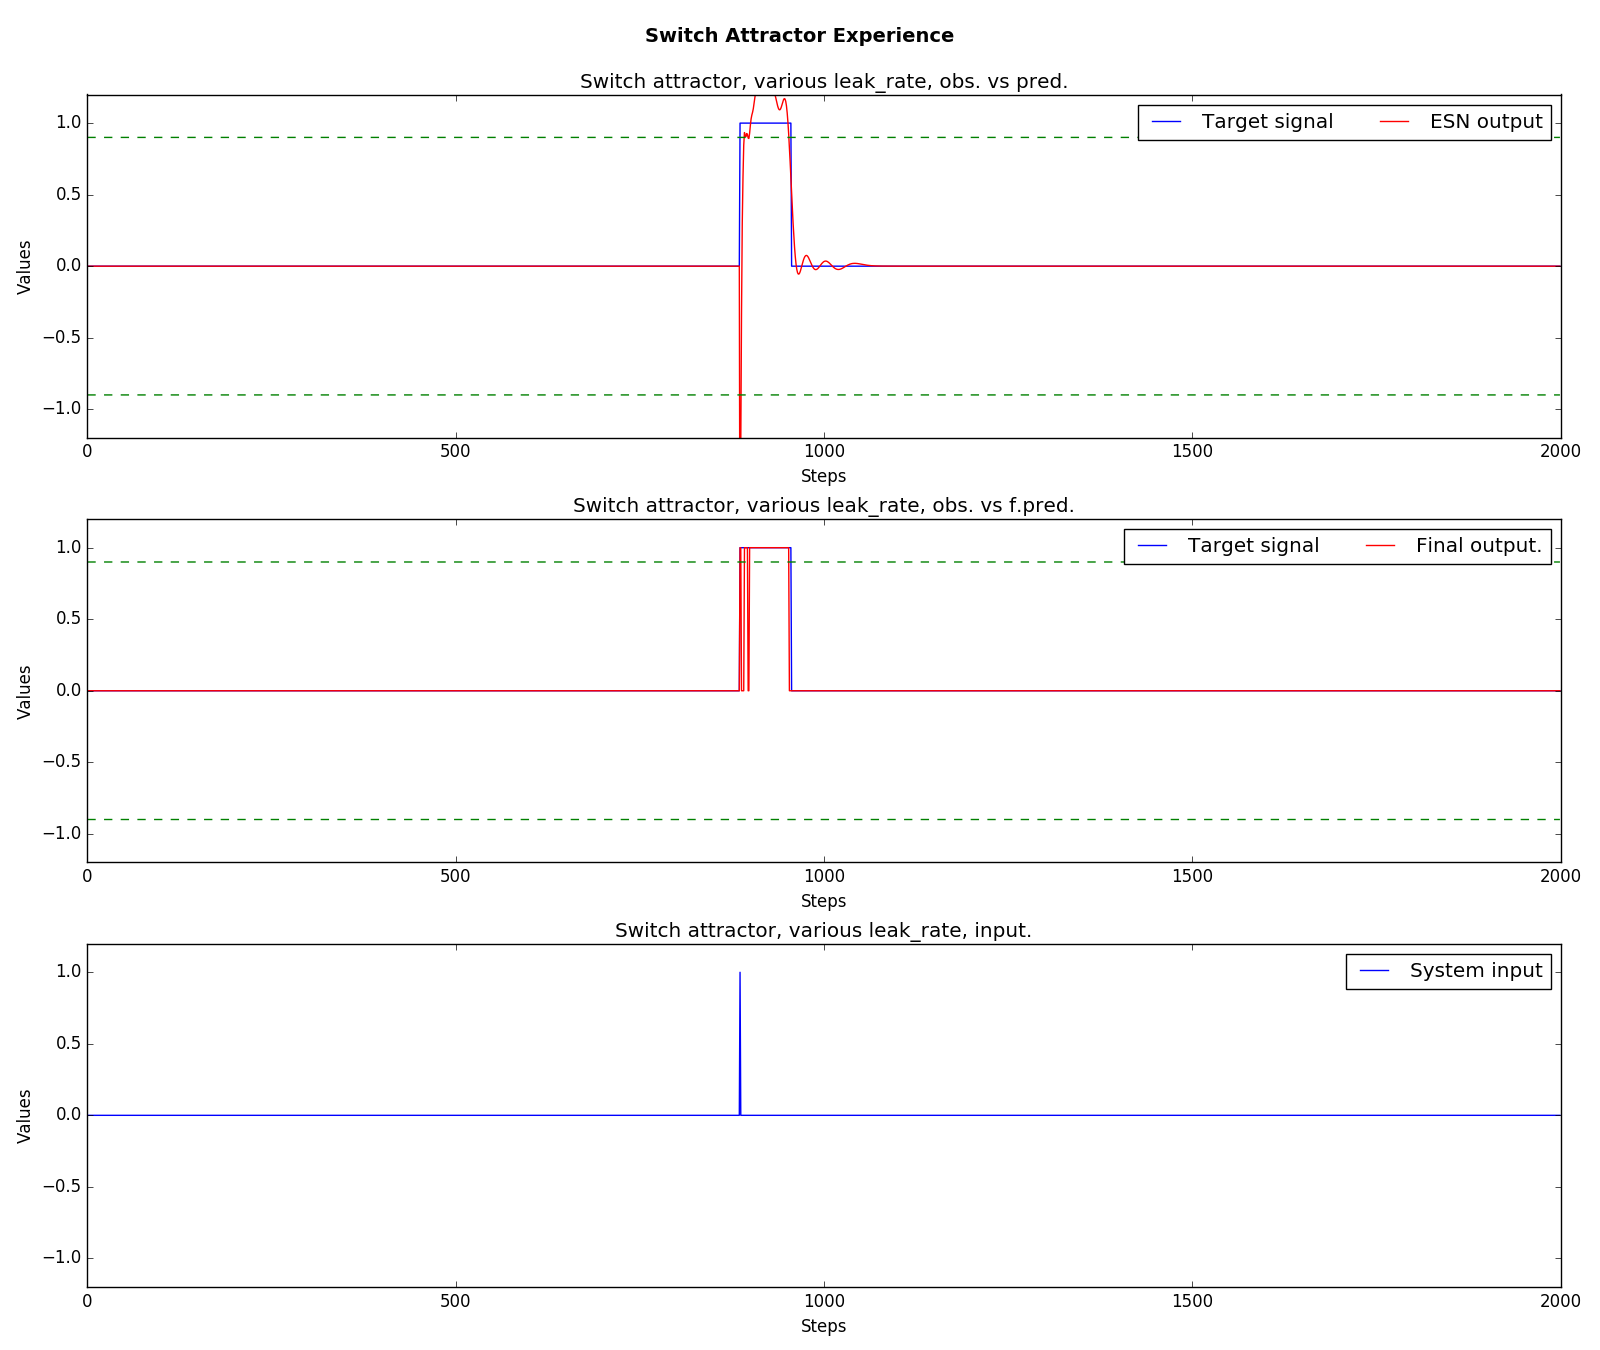 Switch Attractor Experience
Switch attractor, various leak_rate, obs. vs pred.
Target signal ESN output
1.0
0.5
0.0
−0.5
−1.0
Values
0 500 1000 1500 2000
Steps
Switch attractor, various leak_rate, obs. vs f.pred.
Target signal Final output.
1.0
0.5
0.0
−0.5
−1.0
Values
0 500 1000 1500 2000
Steps
Switch attractor, various leak_rate, input.
System input
1.0
0.5
0.0
−0.5
−1.0
Values
0 500 1000 1500 2000
Steps